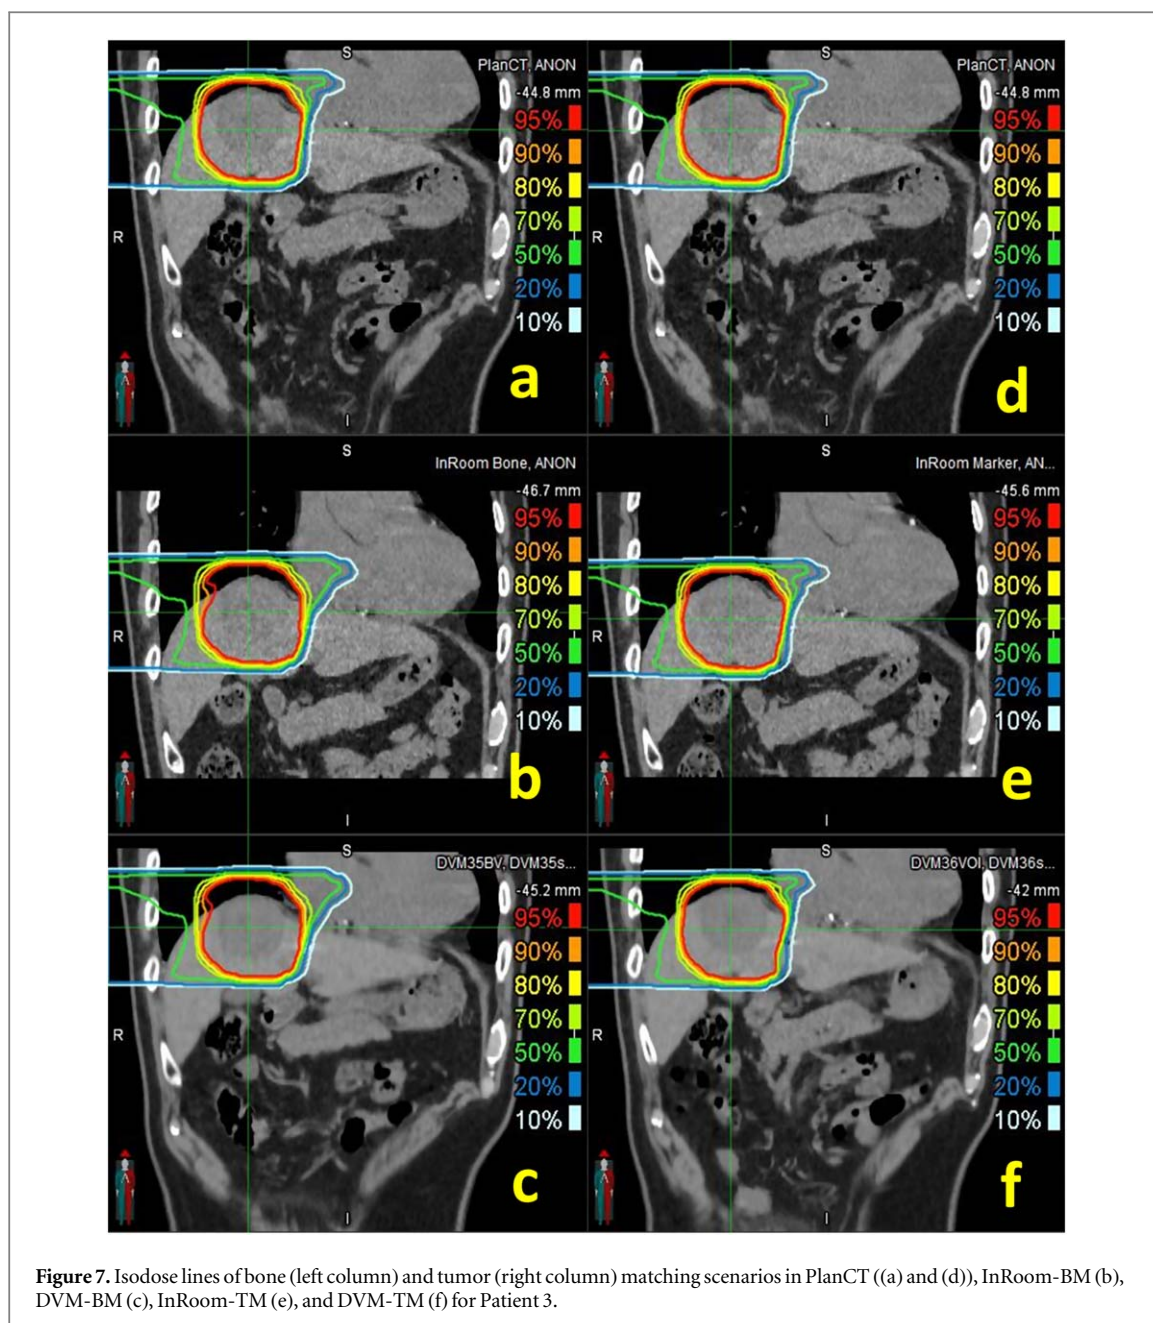 S
PlanCT, ANON
-44.8 mm
95%
90%
80%
70%
R
50%
20%
10%
a
A
I
S
PlanCT, ANON
-44.8 mm
95%
90%
80%
70%
R
50%
20%
10%
d
A
I
S
InRoom Bone, ANON
-46.7 mm
95%
90%
80%
70%
R
50%
20%
10%
b
A
I
S
InRoom Marker, AN...
-45.6 mm
95%
90%
80%
70%
R
50%
20%
10%
e
A
I
S
DVM35BV, DVM35s...
-45.2 mm
95%
90%
80%
70%
R
50%
20%
10%
c
A
I
S
DVM36VOI, DVM36s...
-42 mm
95%
90%
80%
70%
R
50%
20%
10%
f
A
I
Figure 7. Isodose lines of bone (left column) and tumor (right column) matching scenarios in PlanCT ((a) and (d)), InRoom-BM (b),
DVM-BM (c), InRoom-TM (e), and DVM-TM (f) for Patient 3.